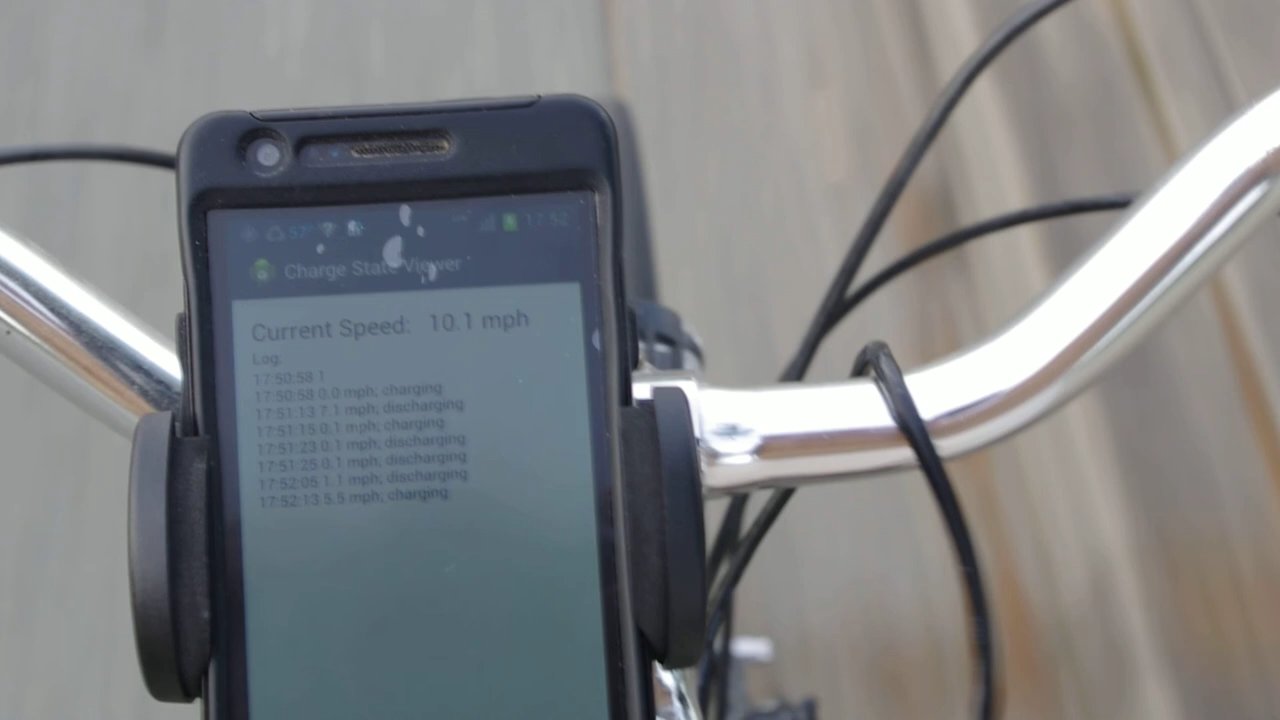 57° 17:52
Charge State Viewer
Current Speed: 10.1 mph
Log:
17:50:58 1
17:50:58 0.0 mph; charging
17:51:13 7.1 mph; discharging
17:51:15 0.1 mph; charging
17:51:23 0.1 mph; discharging
17:51:25 0.1 mph; discharging
17:52:05 1.1 mph; discharging
17:52:13 5.5 mph; charging